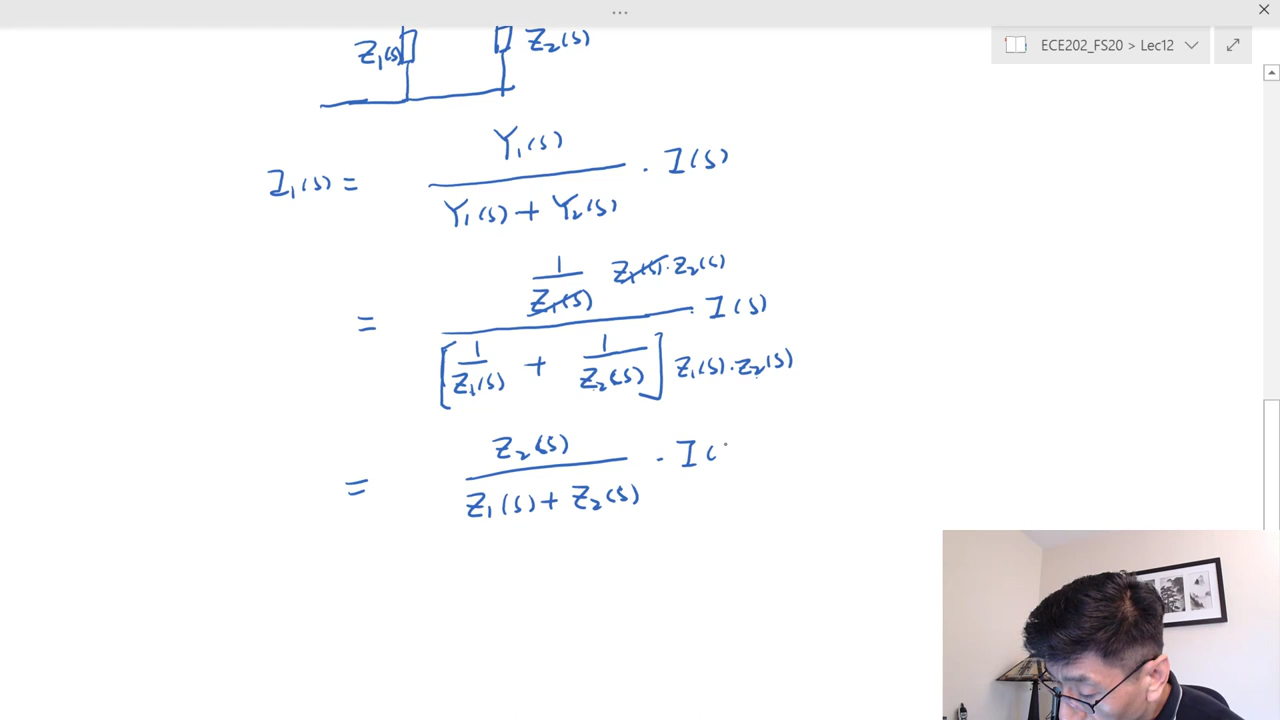 ECE202_FS20 > Lec12
Z₁(s) Z₂(s)
I₁(s) = Y₁(s) / Y₁(s) + Y₂(s) · I(s)
= 1/Z₁(s) Z₁(s)·Z₂(s) / [1/Z₁(s) + 1/Z₂(s)] Z₁(s)·Z₂(s) · I(s)
= Z₂(s) / Z₁(s) + Z₂(s) · I(